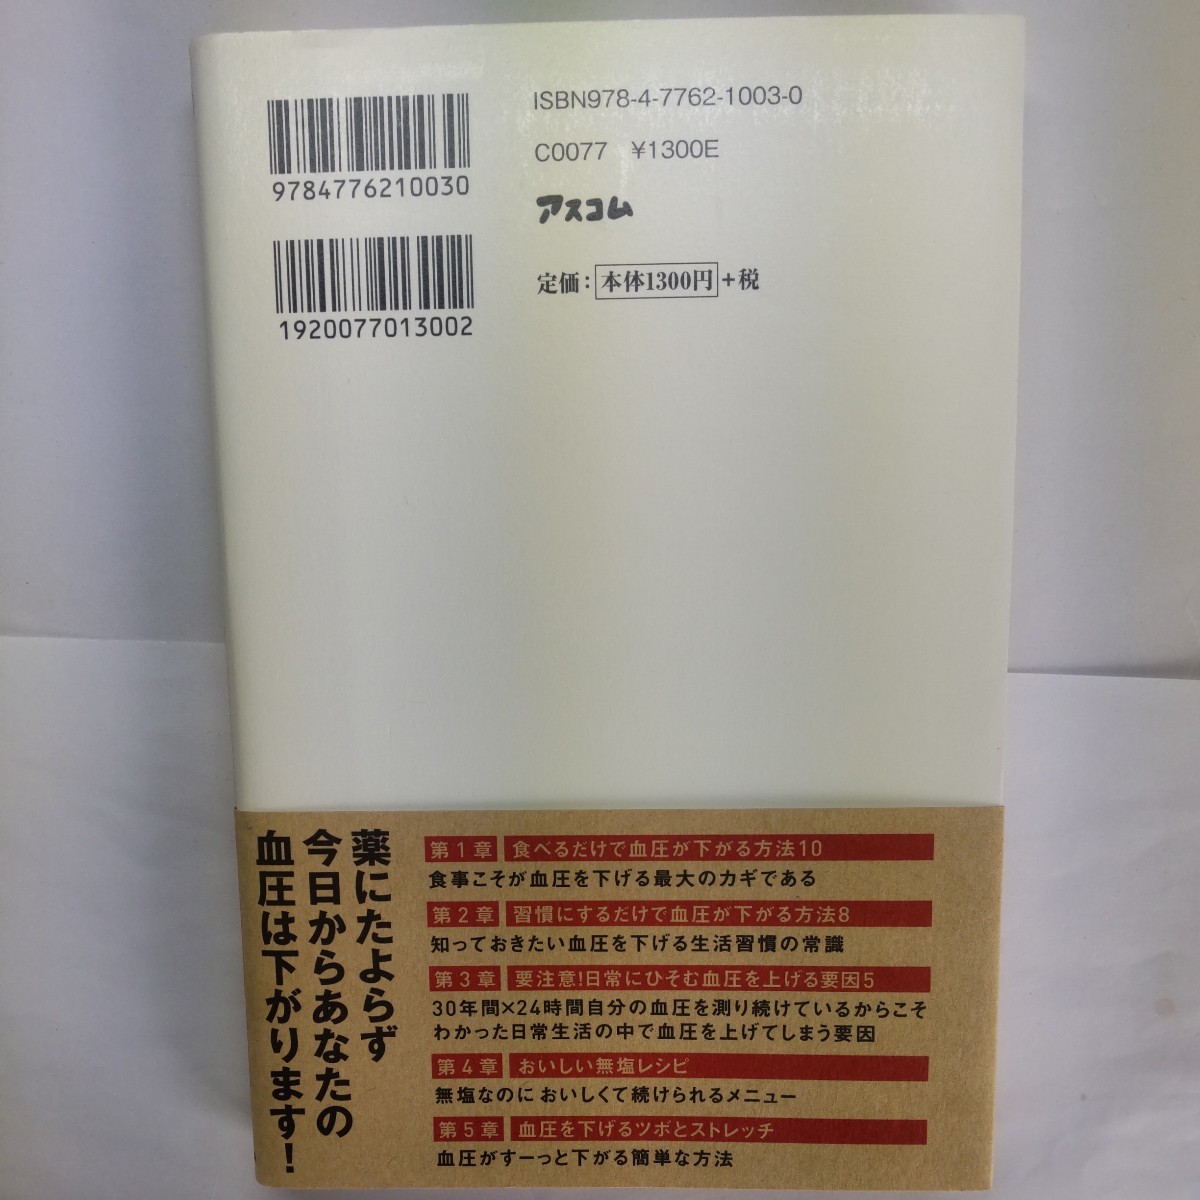 ISBN978-4-7762-1003-0
C0077 ¥1300E
アスコム
定価：本体1300円+税
9784776210030
1920077013002
薬にたよらず
今日からあなたの
血圧は下がります！
第1章 食べるだけで血圧が下がる方法10
食事こそが血圧を下げる最大のカギである
第2章 習慣にするだけで血圧が下がる方法8
知っておきたい血圧を下げる生活習慣の常識
第3章 要注意！日常にひそむ血圧を上げる要因5
30年間×24時間自分の血圧を測り続けているからこそ
わかった日常生活の中で血圧を上げてしまう要因
第4章 おいしい無塩レシピ
無塩なのに おいしくて続けられるメニュー
第5章 血圧を下げるツボとストレッチ
血圧がすーっと下がる簡単な方法